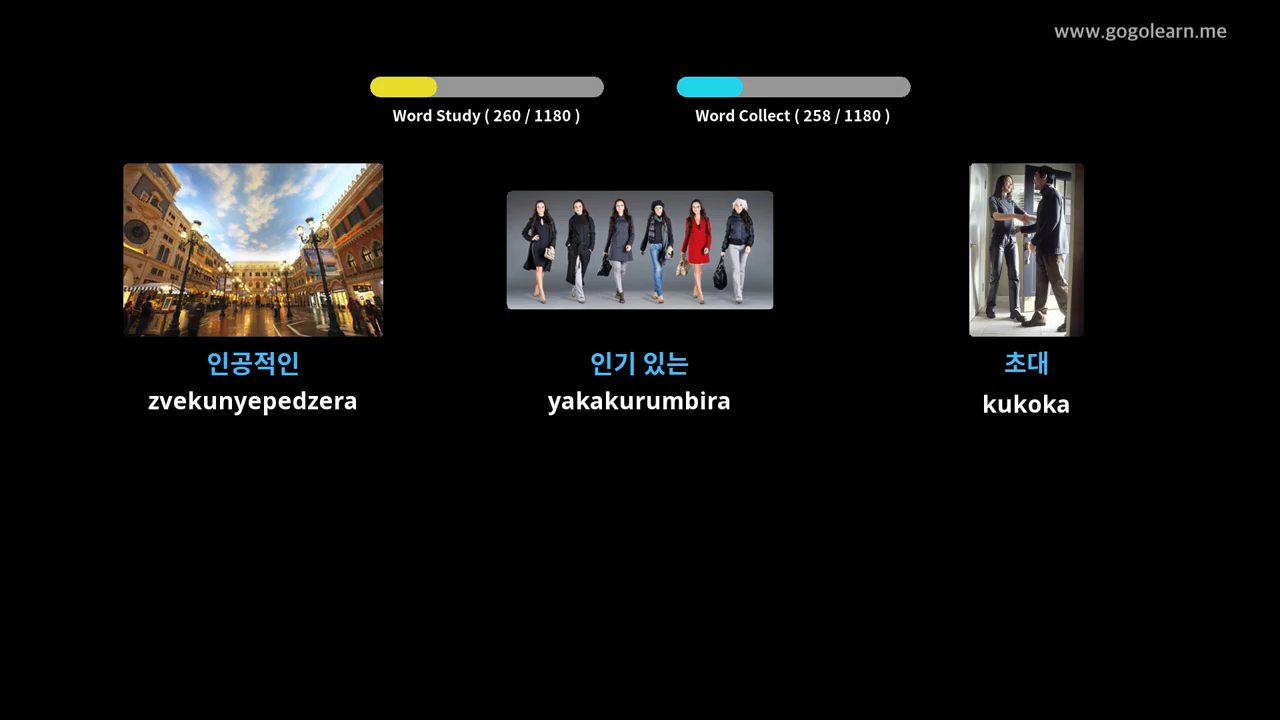 www.gogolearn.me
Word Study ( 260 / 1180 )
Word Collect ( 258 / 1180 )
인공적인
인기 있는
초대
zvekunyepedzera
yakakurumbira
kukoka